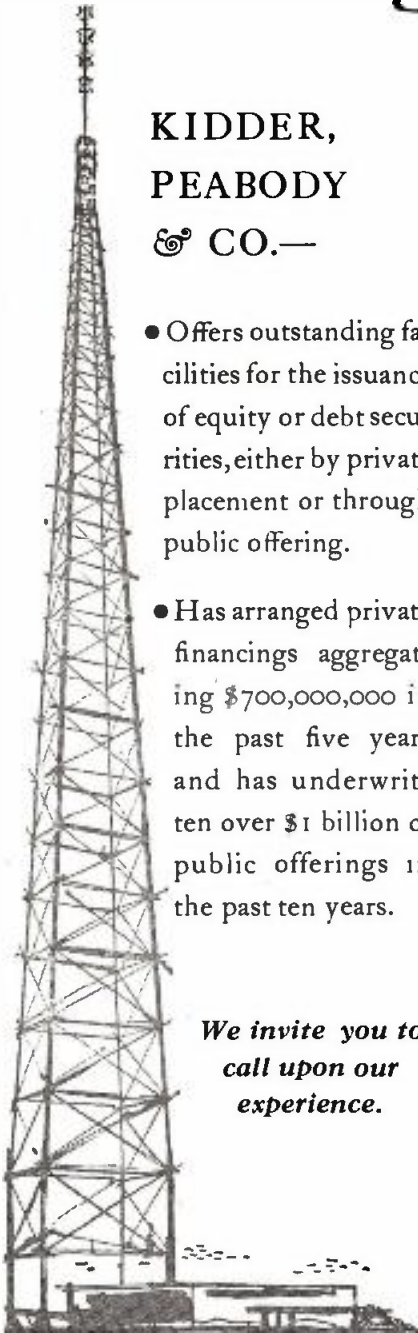 KIDDER,
PEABODY
& CO.—
● Offers outstanding fa
cilities for the issuanc
of equity or debt secu
rities, either by privat
placement or throug
public offering.
● Has arranged privat
financings aggregat
ing $700,000,000 i
the past five year
and has underwrit
ten over $1 billion o
public offerings i
the past ten years.
We invite you to
call upon our
experience.